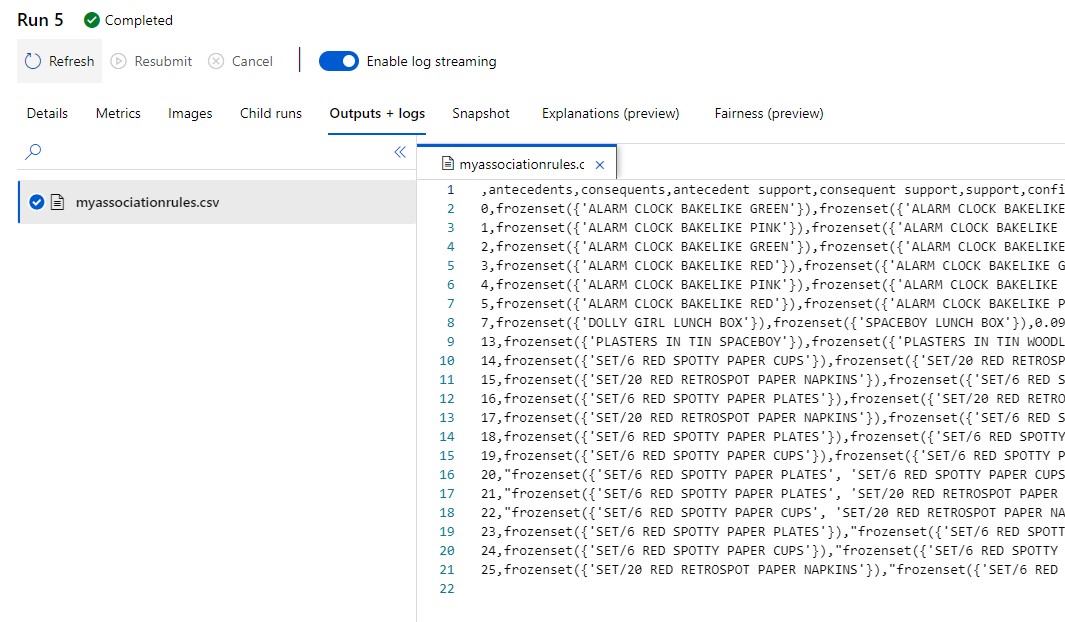 Run 5 Completed
Refresh Resubmit Cancel Enable log streaming
Details Metrics Images Child runs Outputs + logs Snapshot Explanations (preview) Fairness (preview)
myassociationrules.c
myassociationrules.csv
1 ,antecedents,consequents,antecedent support,consequent support,support,confi
2 0,frozenset({'ALARM CLOCK BAKELIKE GREEN'}),frozenset({'ALARM CLOCK BAKELIKE
3 1,frozenset({'ALARM CLOCK BAKELIKE PINK'}),frozenset({'ALARM CLOCK BAKELIKE
4 2,frozenset({'ALARM CLOCK BAKELIKE GREEN'}),frozenset({'ALARM CLOCK BAKELIKE
5 3,frozenset({'ALARM CLOCK BAKELIKE RED'}),frozenset({'ALARM CLOCK BAKELIKE G
6 4,frozenset({'ALARM CLOCK BAKELIKE PINK'}),frozenset({'ALARM CLOCK BAKELIKE
7 5,frozenset({'ALARM CLOCK BAKELIKE RED'}),frozenset({'ALARM CLOCK BAKELIKE P
8 7,frozenset({'DOLLY GIRL LUNCH BOX'}),frozenset({'SPACEBOY LUNCH BOX'}),0.09
9 13,frozenset({'PLASTERS IN TIN SPACEBOY'}),frozenset({'PLASTERS IN TIN WOODL
10 14,frozenset({'SET/6 RED SPOTTY PAPER CUPS'}),frozenset({'SET/20 RED RETROSP
11 15,frozenset({'SET/20 RED RETROSPOT PAPER NAPKINS'}),frozenset({'SET/6 RED S
12 16,frozenset({'SET/6 RED SPOTTY PAPER PLATES'}),frozenset({'SET/20 RED RETRO
13 17,frozenset({'SET/20 RED RETROSPOT PAPER NAPKINS'}),frozenset({'SET/6 RED S
14 18,frozenset({'SET/6 RED SPOTTY PAPER PLATES'}),frozenset({'SET/6 RED SPOTTY
15 19,frozenset({'SET/6 RED SPOTTY PAPER CUPS'}),frozenset({'SET/6 RED SPOTTY P
16 20,"frozenset({'SET/6 RED SPOTTY PAPER PLATES', 'SET/6 RED SPOTTY PAPER CUPS
17 21,"frozenset({'SET/6 RED SPOTTY PAPER PLATES', 'SET/20 RED RETROSPOT PAPER
18 22,"frozenset({'SET/6 RED SPOTTY PAPER CUPS', 'SET/20 RED RETROSPOT PAPER NA
19 23,frozenset({'SET/6 RED SPOTTY PAPER PLATES'}),"frozenset({'SET/6 RED SPOTT
20 24,frozenset({'SET/6 RED SPOTTY PAPER CUPS'}),"frozenset({'SET/6 RED SPOTTY
21 25,frozenset({'SET/20 RED RETROSPOT PAPER NAPKINS'}),"frozenset({'SET/6 RED
22